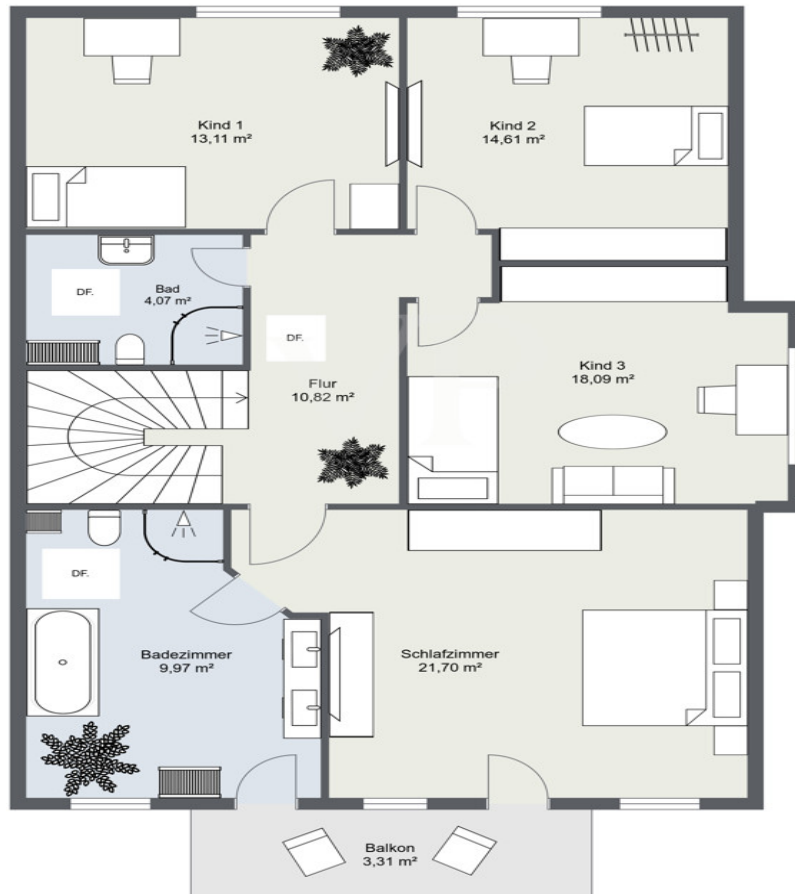 Kind 1
13,11 m²
Kind 2
14,61 m²
DF.
Bad
4,07 m²
DF.
Flur
10,82 m²
Kind 3
18,09 m²
DF.
Badezimmer
9,97 m²
Schlafzimmer
21,70 m²
Balkon
3,31 m²